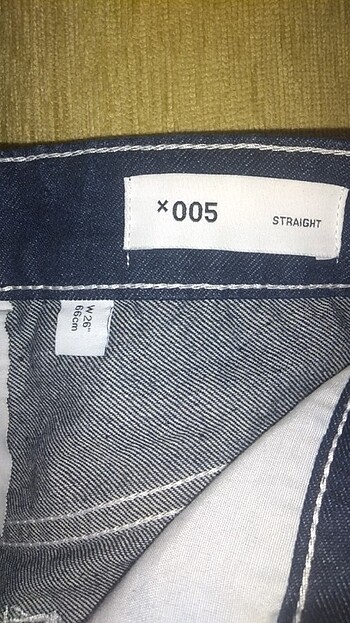 ×005
STRAIGHT
W 26"
66cm